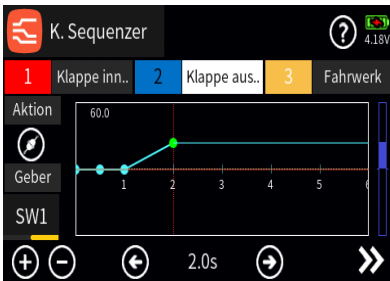 K. Sequenzer
?
4.18V
1 Klappe inn.. 2 Klappe aus.. 3 Fahrwerk
Aktion
60.0
Geber
1 2 3 4 5 6
SW1
2.0s